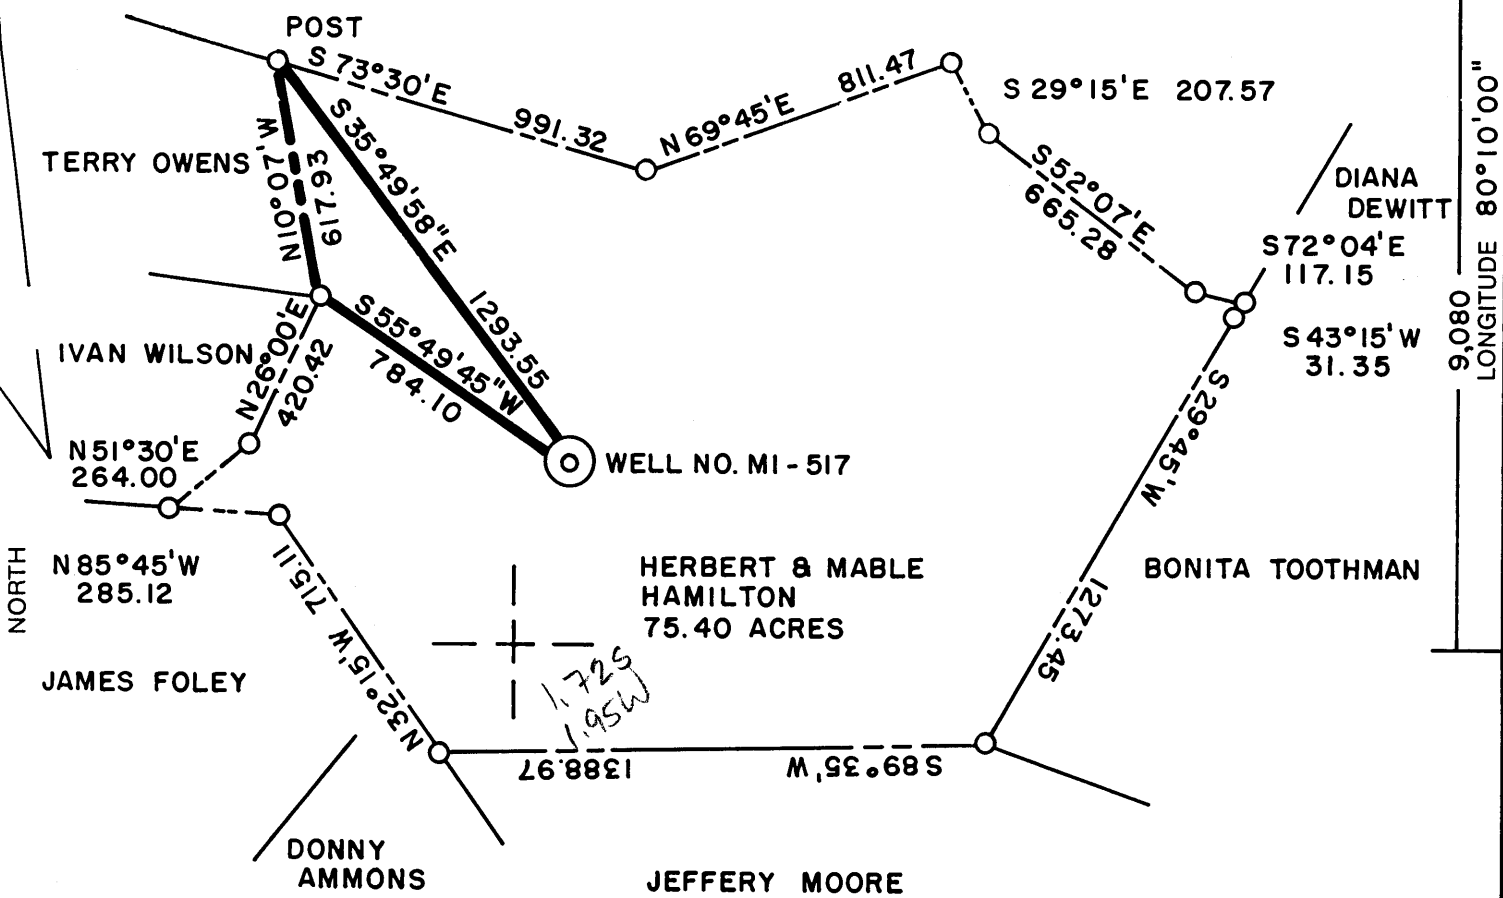 POST
S 73°30'E
991.32
N 69°45'E
811.47
S 29°15'E 207.57
S52°07'E
665.28
DIANA
DEWITT
S72°04'E
117.15
S43°15'W
31.35
9,080
LONGITUDE 80°10'00"
TERRY OWENS
N10°07'W
617.93
S35°49'58"E
1293.55
IVAN WILSON
N26°00'E
420.42
S55°49'45"W
784.10
N51°30'E
264.00
WELL NO. MI-517
S29°45'W
1273.45
NORTH
N85°45'W
285.12
715.11
N32°15'W
HERBERT & MABLE
HAMILTON
75.40 ACRES
BONITA TOOTHMAN
JAMES FOLEY
1.72S
1.95W
1388.97
S89°35'W
DONNY
AMMONS
JEFFERY MOORE